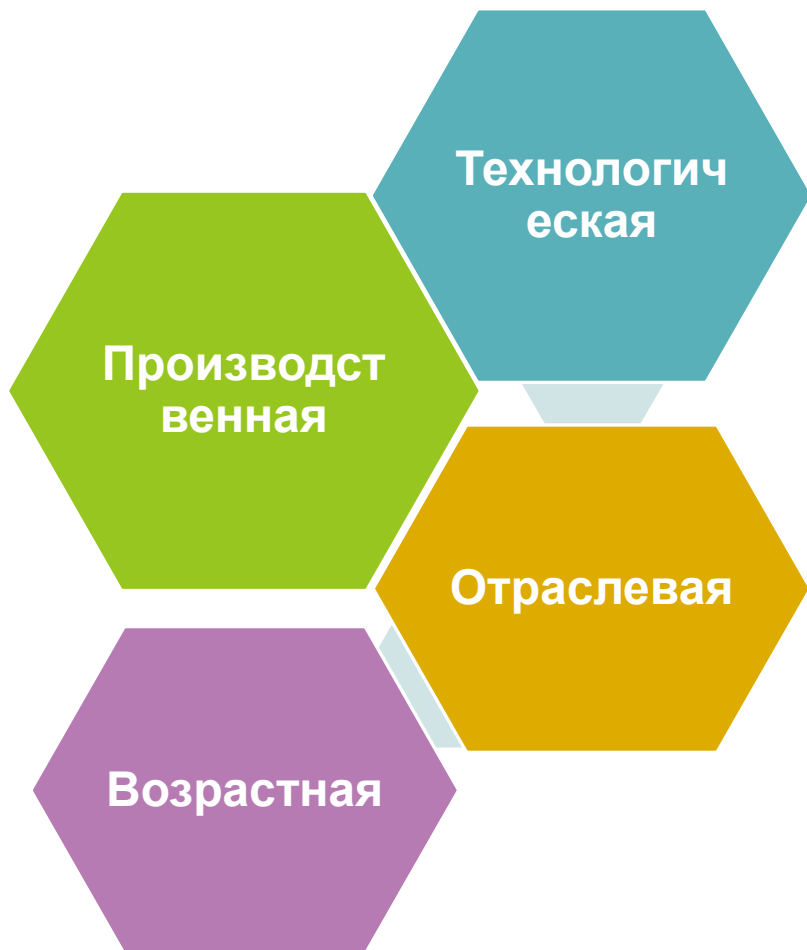 Технологич
еская
Производст
венная
Отраслевая
Возрастная